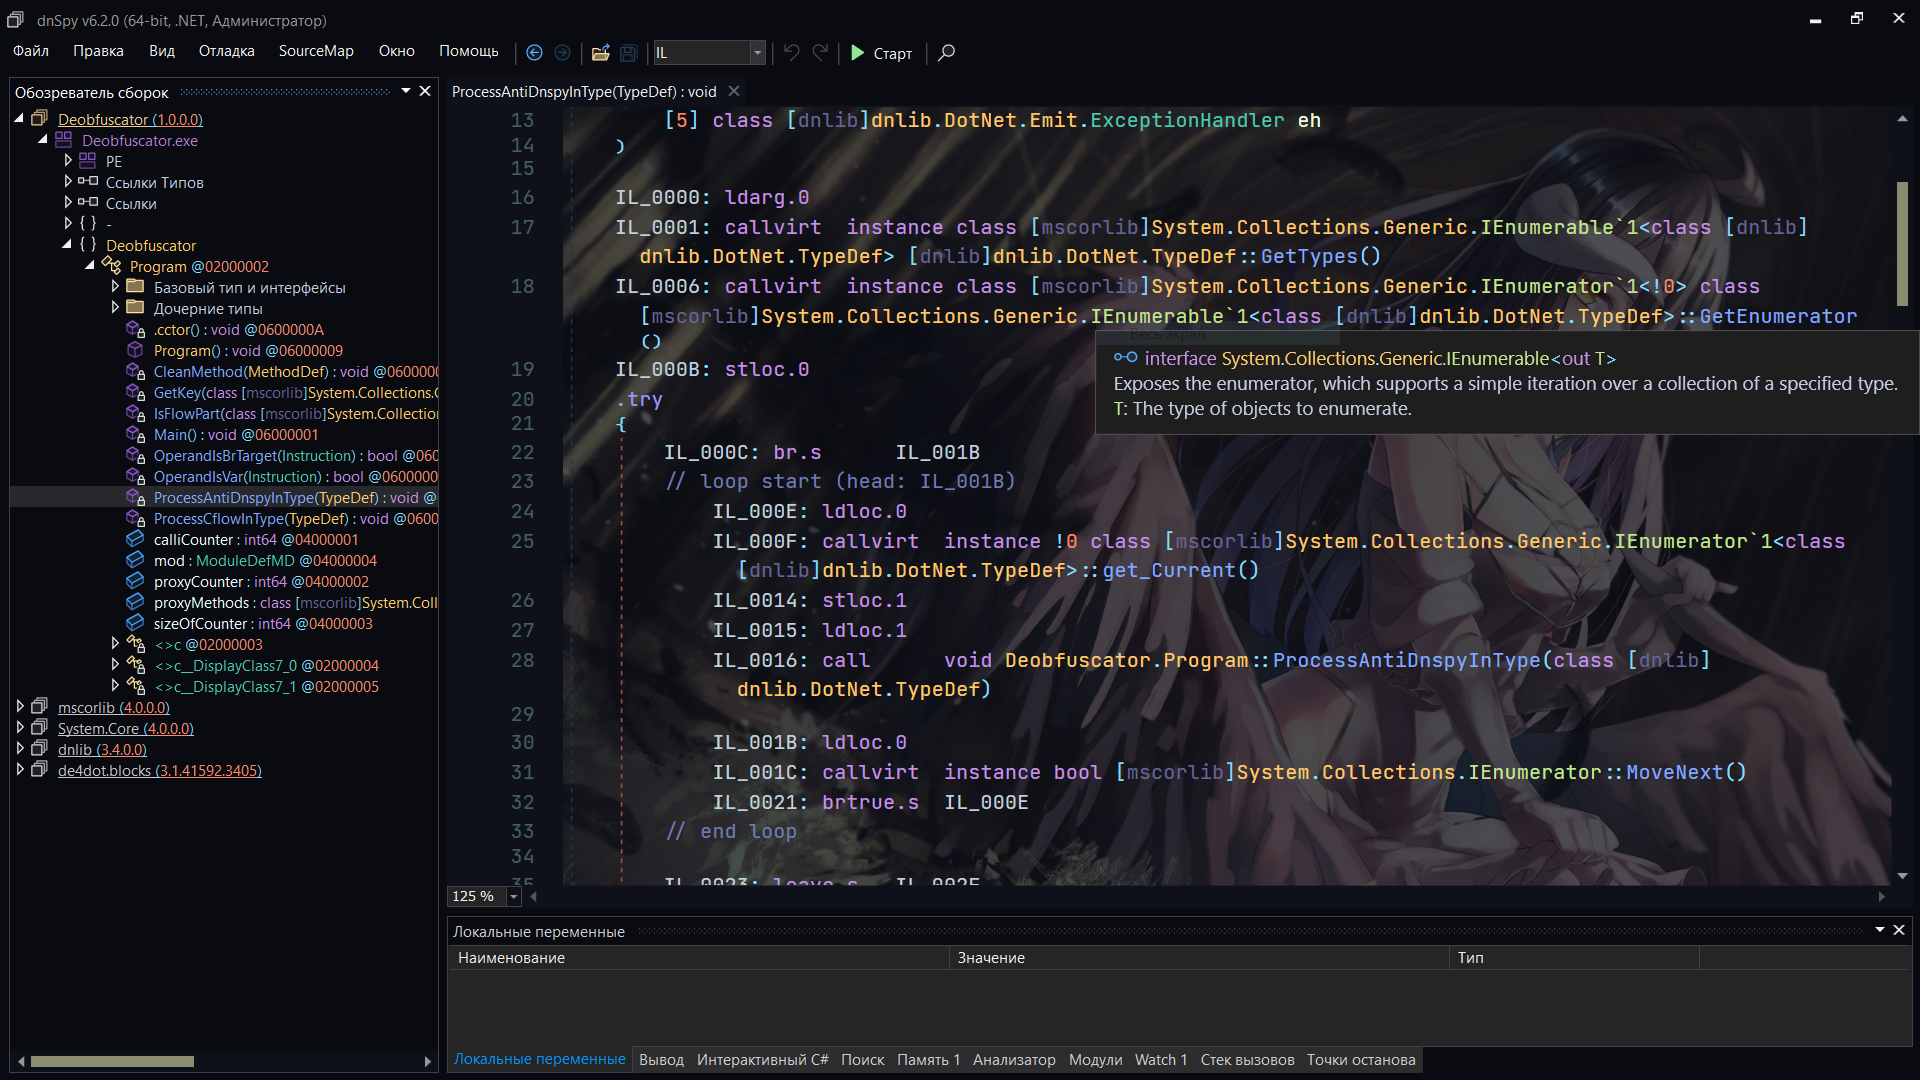 dnSpy v6.2.0 (64-bit, .NET, Администратор)
Файл Правка Вид Отладка SourceMap Окно Помощь IL Старт
Обозреватель сборок
Deobfuscator (1.0.0.0)
Deobfuscator.exe
PE
Ссылки Типов
Ссылки
{ } -
{ } Deobfuscator
Program @02000002
Базовый тип и интерфейсы
Дочерние типы
.cctor() : void @0600000A
Program() : void @06000009
CleanMethod(MethodDef) : void @060000
GetKey(class [mscorlib]System.Collections.
IsFlowPart(class [mscorlib]System.Collection
Main() : void @06000001
OperandIsBrTarget(Instruction) : bool @060
OperandIsVar(Instruction) : bool @0600000
ProcessAntiDnspyInType(TypeDef) : void @
ProcessCflowInType(TypeDef) : void @0600
calliCounter : int64 @04000001
mod : ModuleDefMD @04000004
proxyCounter : int64 @04000002
proxyMethods : class [mscorlib]System.Coll
sizeOfCounter : int64 @04000003
<>c @02000003
<>c__DisplayClass7_0 @02000004
<>c__DisplayClass7_1 @02000005
mscorlib (4.0.0.0)
System.Core (4.0.0.0)
dnlib (3.4.0.0)
de4dot.blocks (3.1.41592.3405)
ProcessAntiDnspyInType(TypeDef) : void
13 [5] class [dnlib]dnlib.DotNet.Emit.ExceptionHandler eh
14 )
15
16 IL_0000: ldarg.0
17 IL_0001: callvirt instance class [mscorlib]System.Collections.Generic.IEnumerable`1<class [dnlib]
dnlib.DotNet.TypeDef> [dnlib]dnlib.DotNet.TypeDef::GetTypes()
18 IL_0006: callvirt instance class [mscorlib]System.Collections.Generic.IEnumerator`1<!0> class
[mscorlib]System.Collections.Generic.IEnumerable`1<class [dnlib]dnlib.DotNet.TypeDef>::GetEnumerator
()
Весь экран
interface System.Collections.Generic.IEnumerable<out T>
Exposes the enumerator, which supports a simple iteration over a collection of a specified type.
T: The type of objects to enumerate.
19 IL_000B: stloc.0
20 .try
21 {
22 IL_000C: br.s IL_001B
23 // loop start (head: IL_001B)
24 IL_000E: ldloc.0
25 IL_000F: callvirt instance !0 class [mscorlib]System.Collections.Generic.IEnumerator`1<class
[dnlib]dnlib.DotNet.TypeDef>::get_Current()
26 IL_0014: stloc.1
27 IL_0015: ldloc.1
28 IL_0016: call void Deobfuscator.Program::ProcessAntiDnspyInType(class [dnlib]
dnlib.DotNet.TypeDef)
29
30 IL_001B: ldloc.0
31 IL_001C: callvirt instance bool [mscorlib]System.Collections.IEnumerator::MoveNext()
32 IL_0021: brtrue.s IL_000E
33 // end loop
34
35 IL_0023: leave.s IL_002F
125 %
Локальные переменные
Наименование Значение Тип
Локальные переменные Вывод Интерактивный C# Поиск Память 1 Анализатор Модули Watch 1 Стек вызовов Точки останова